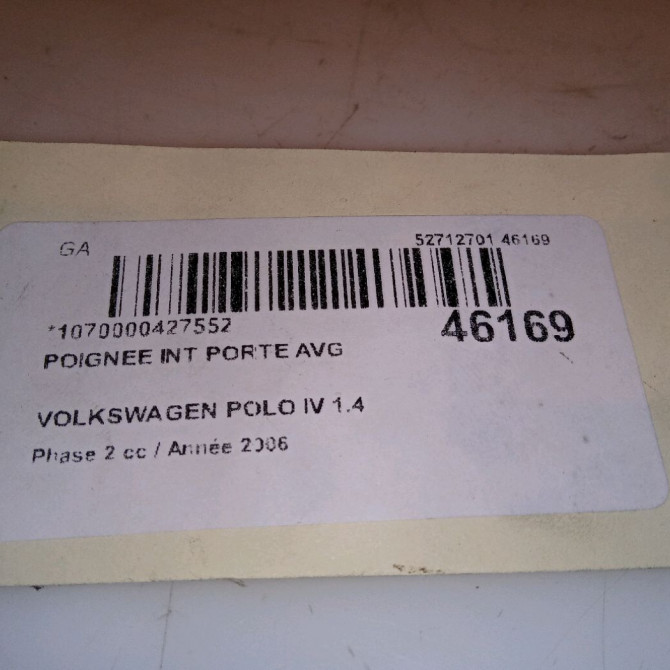 GA
52712701 46169
*1070000427552
46169
POIGNEE INT PORTE AVG
VOLKSWAGEN POLO IV 1.4
Phase 2 cc / Année 2006